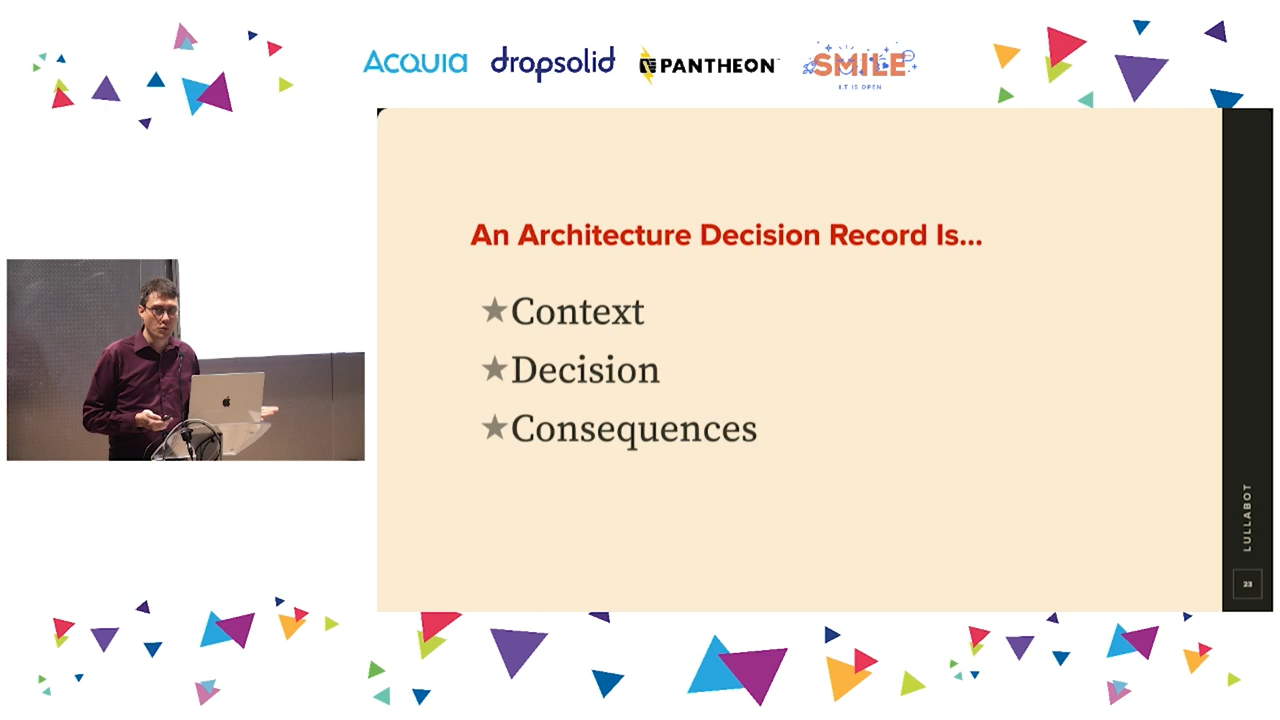 ACQUIA
dropsolid
PANTHEON
SMILE
I.T IS OPEN
An Architecture Decision Record Is...
★Context
★Decision
★Consequences
LULLABOT
23